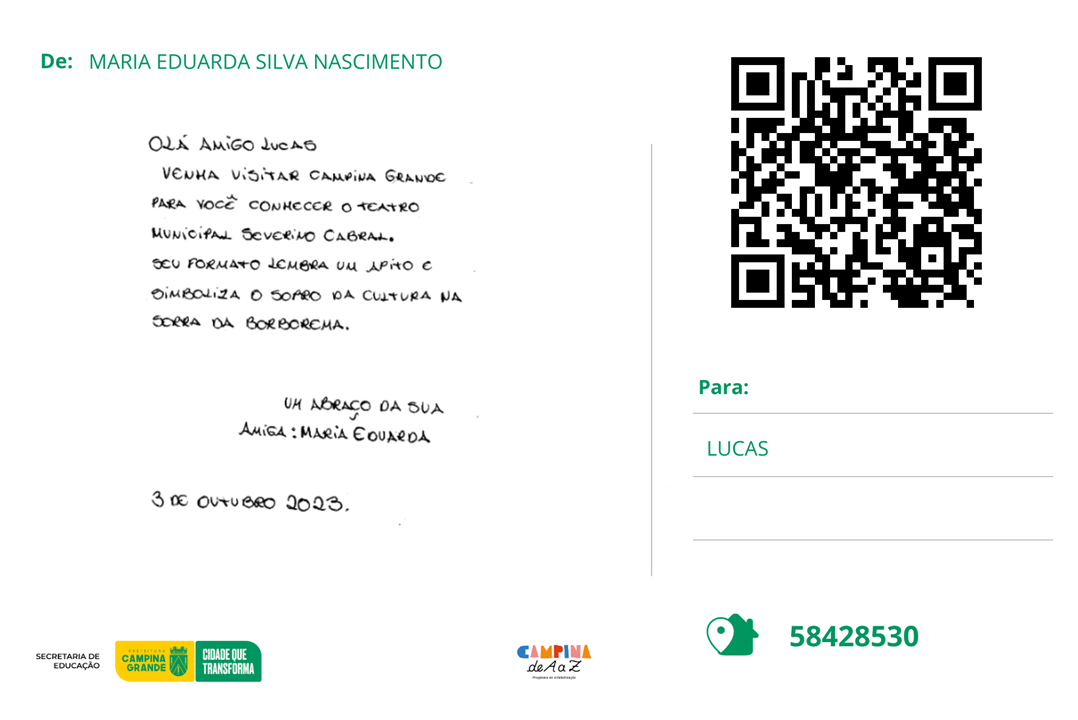 De: MARIA EDUARDA SILVA NASCIMENTO
OLÁ AMIGO LUCAS
VENHA VISITAR CAMPINA GRANDE
PARA VOCÊ CONHECER O TEATRO
MUNICIPAL SEVERINO CABRAL.
SEU FORMATO LEMBRA UM APITO E
SIMBOLIZA O SOPRO DA CULTURA NA
SERRA DA BORBOREMA.
UM ABRAÇO DA SUA
AMIGA: MARIA EDUARDA
3 DE OUTUBRO 2023.
Para:
LUCAS
58428530
SECRETARIA DE
EDUCAÇÃO
PREFEITURA
CAMPINA
GRANDE
CIDADE QUE
TRANSFORMA
CAMPINA
de A a Z
Programa de Alfabetização